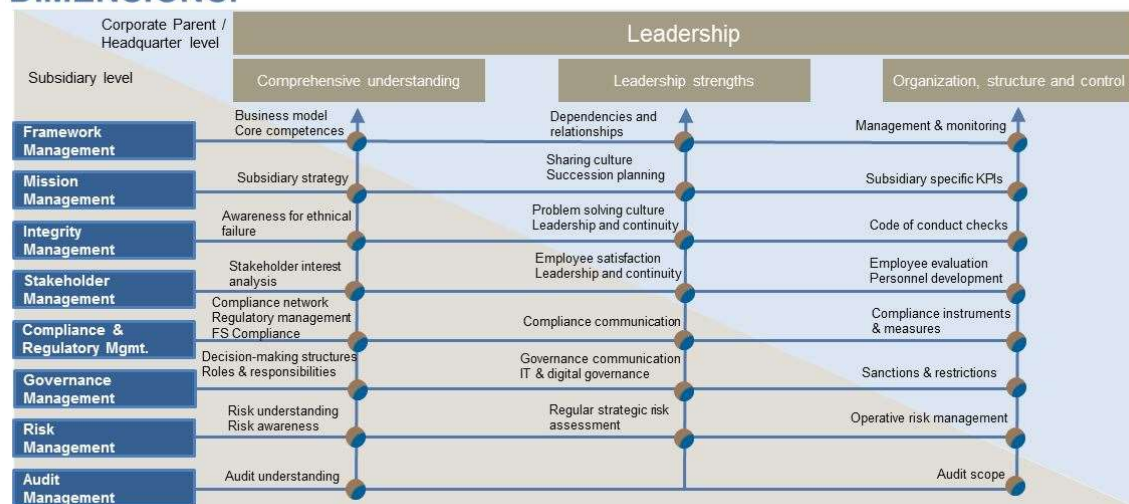 DIMENSIONS:
Corporate Parent /
Headquarter level
Leadership
Subsidiary level
Comprehensive understanding
Leadership strengths
Organization, structure and control
Framework
Management
Business model
Core competences
Dependencies and
relationships
Management & monitoring
Mission
Management
Subsidiary strategy
Sharing culture
Succession planning
Subsidiary specific KPIs
Integrity
Management
Awareness for ethnical
failure
Problem solving culture
Leadership and continuity
Code of conduct checks
Stakeholder
Management
Stakeholder interest
analysis
Employee satisfaction
Leadership and continuity
Employee evaluation
Personnel development
Compliance &
Regulatory Mgmt.
Compliance network
Regulatory management
FS Compliance
Compliance communication
Compliance instruments
& measures
Governance
Management
Decision-making structures
Roles & responsibilities
Governance communication
IT & digital governance
Sanctions & restrictions
Risk
Management
Risk understanding
Risk awareness
Regular strategic risk
assessment
Operative risk management
Audit
Management
Audit understanding
Audit scope